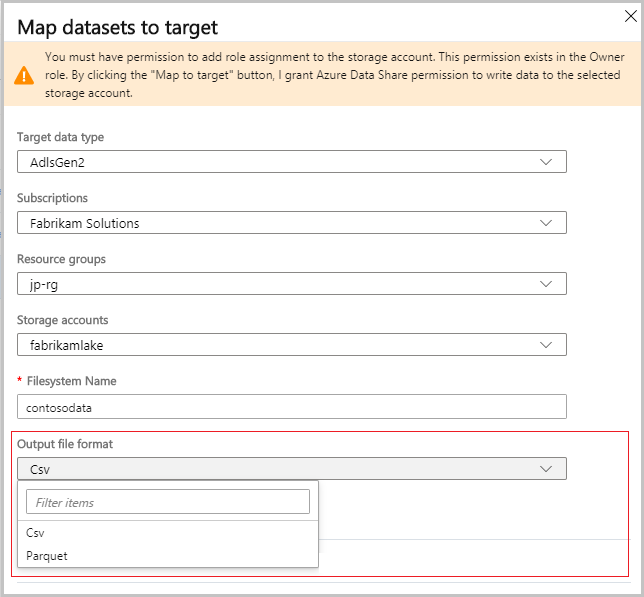 Map datasets to target
You must have permission to add role assignment to the storage account. This permission exists in the Owner
role. By clicking the "Map to target" button, I grant Azure Data Share permission to write data to the selected
storage account.
Target data type
AdlsGen2
Subscriptions
Fabrikam Solutions
Resource groups
jp-rg
Storage accounts
fabrikamlake
* Filesystem Name
contosodata
Output file format
Csv
Filter items
Csv
Parquet